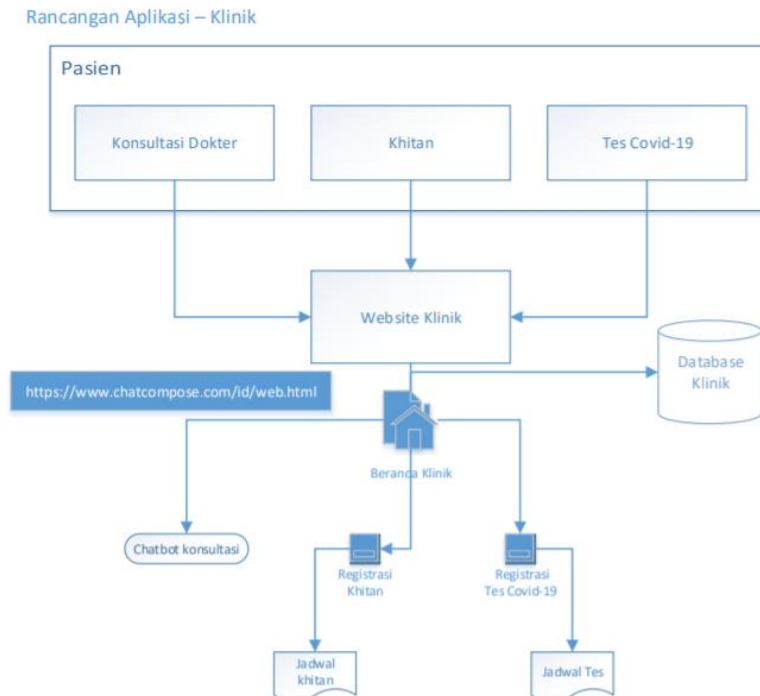 Rancangan Aplikasi – Klinik
Pasien
Konsultasi Dokter
Khitan
Tes Covid-19
Website Klinik
Database
Klinik
https://www.chatcompose.com/id/web.html
Beranda Klinik
Chatbot konsultasi
Registrasi
Khitan
Registrasi
Tes Covid-19
Jadwal
khitan
Jadwal Tes